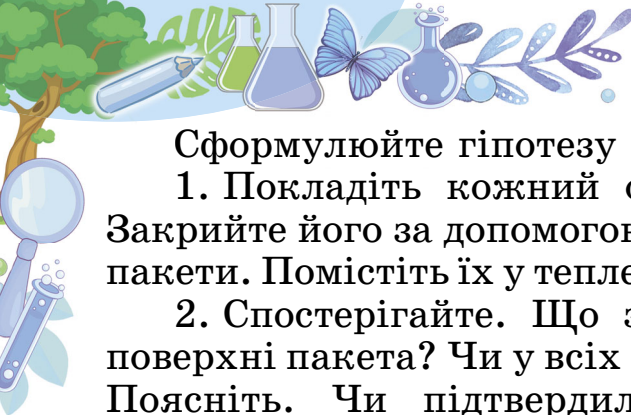 Сформулюйте гіпотезу
1. Покладіть кожний
Закрийте його за допомогою
пакети. Помістіть їх у тепле
2. Спостерігайте. Що
поверхні пакета? Чи у всіх
Поясніть. Чи підтвердил